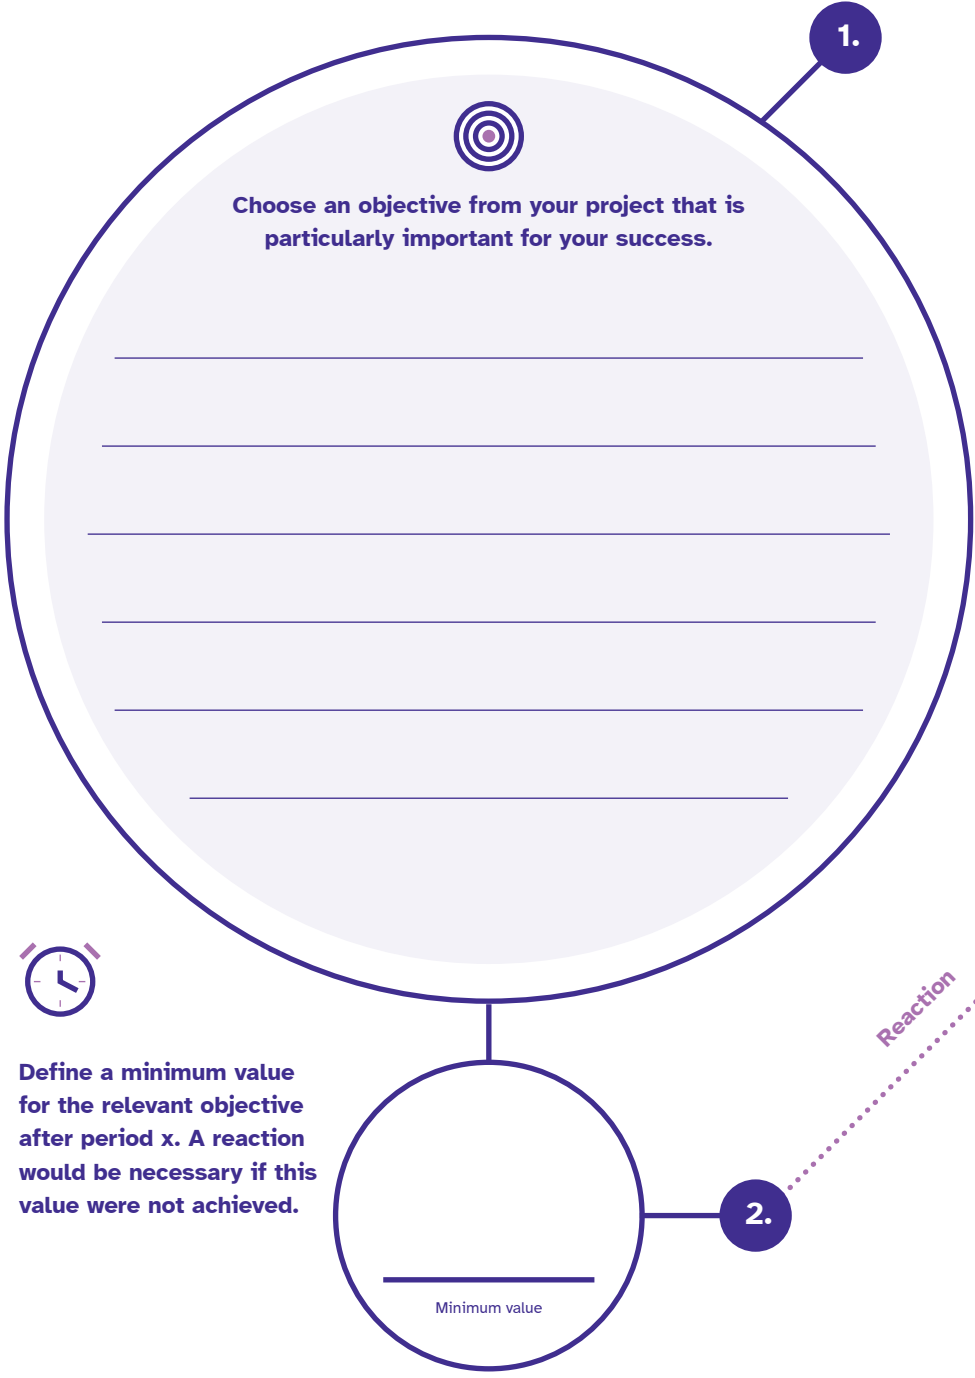 1.
Choose an objective from your project that is
particularly important for your success.
Reaction
Define a minimum value
for the relevant objective
after period x. A reaction
would be necessary if this
value were not achieved.
2.
Minimum value